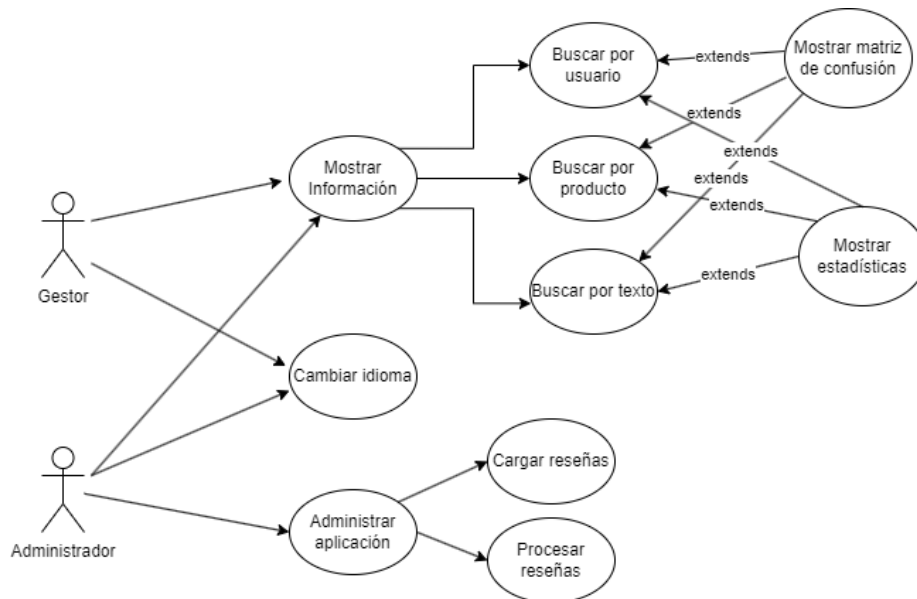 Buscar por
usuario
extends
Mostrar matriz
de confusión
extends
Mostrar
Información
Buscar por
producto
extends
extends
extends
Gestor
Mostrar
estadísticas
Buscar por texto
extends
Cambiar idioma
Cargar reseñas
Administrador
Administrar
aplicación
Procesar
reseñas